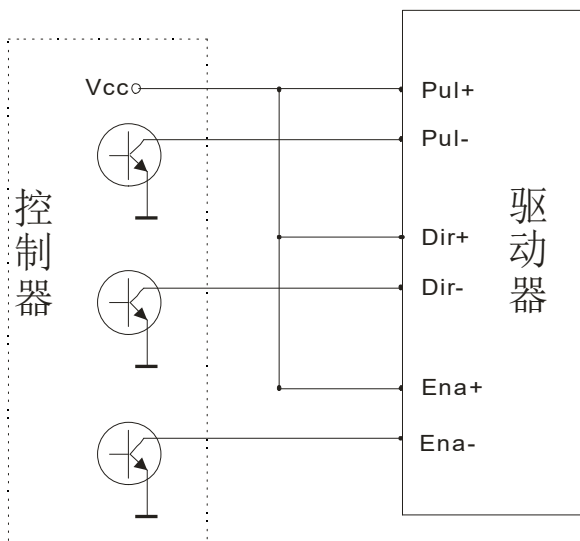 控制器
Vcc
Pul+
Pul-
Dir+
Dir-
Ena+
Ena-
驱动器